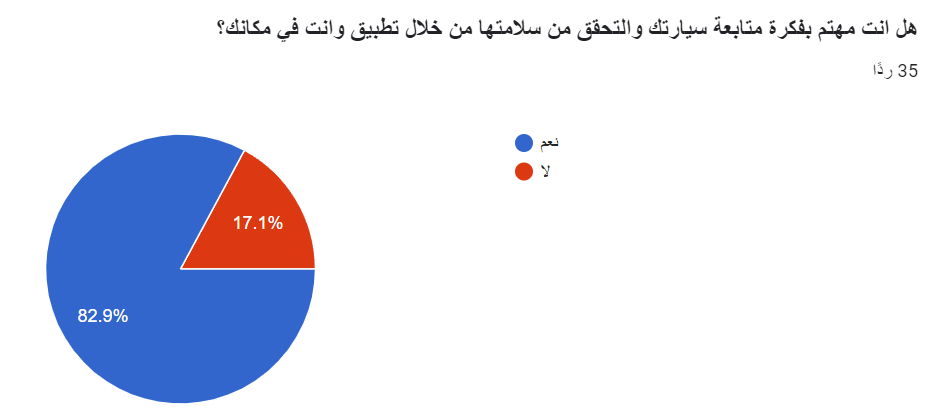 هل انت مهتم بفكرة متابعة سيارتك والتحقق من سلامتها من خلال تطبيق وانت في مكانك؟
35 ردًا
نعم
لا
17.1%
82.9%